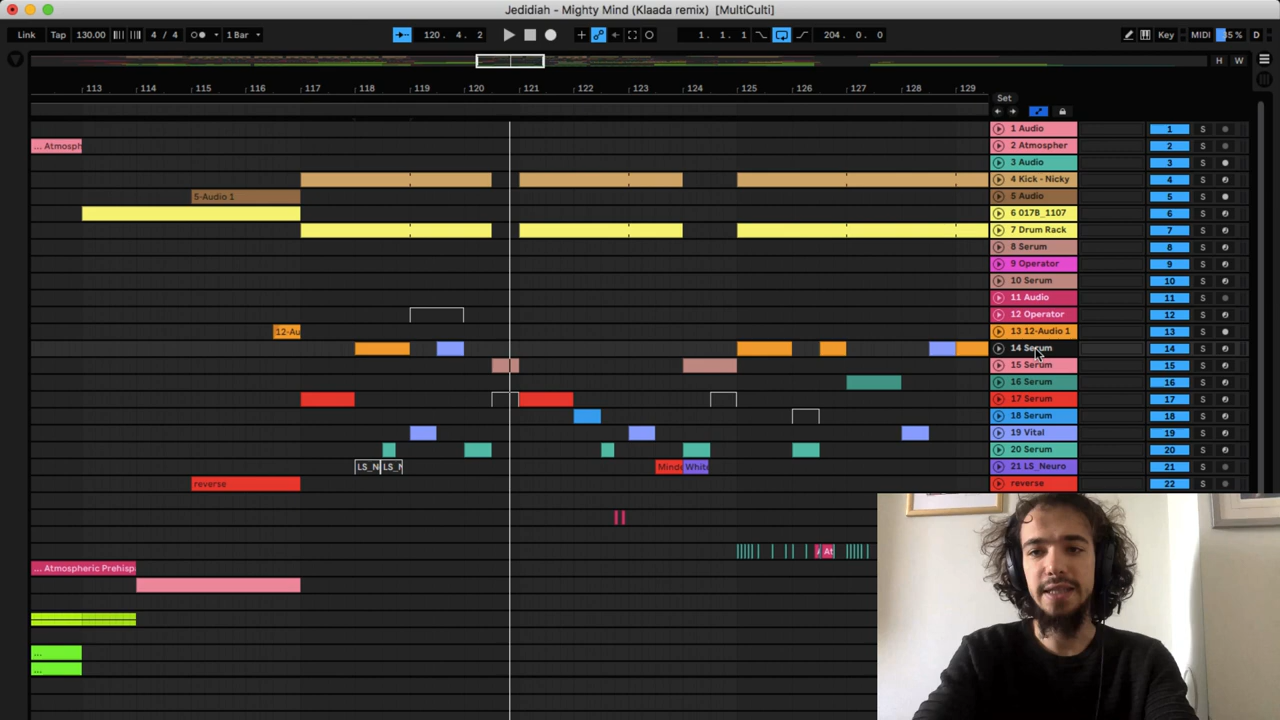 Jedidiah - Mighty Mind (Klaada remix)  [MultiCulti]
Link Tap 130.00 4 / 4 1 Bar 120. 4. 2 1. 1. 1 204. 0. 0 Key MIDI D
H W
113 114 115 116 117 118 119 120 121 122 123 124 125 126 127 128 129
Set
1 Audio 1 S
... Atmosph 2 Atmospher 2 S
3 Audio 3 S
4 Kick - Nicky 4 S
5-Audio 1 5 Audio 5 S
6 017B_1107 6 S
7 Drum Rack 7 S
8 Serum 8 S
9 Operator 9 S
10 Serum 10 S
11 Audio 11 S
12 Operator 12 S
12-Au 13 12-Audio 1 13 S
14 Serum 14 S
15 Serum 15 S
16 Serum 16 S
17 Serum 17 S
18 Serum 18 S
19 Vital 19 S
20 Serum 20 S
LS_N LS_N Mind White 21 LS_Neuro 21 S
reverse reverse 22 S
At
... Atmospheric Prehisp
...
...